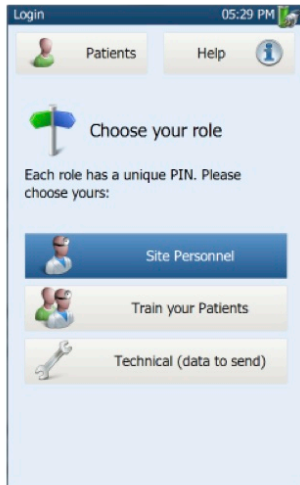 Login 05:29 PM
Patients Help
Choose your role
Each role has a unique PIN. Please
choose yours:
Site Personnel
Train your Patients
Technical (data to send)